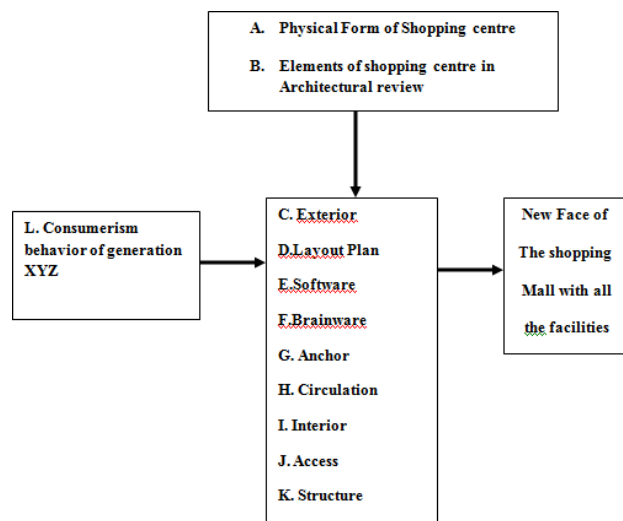 A. Physical Form of Shopping centre
B. Elements of shopping centre in
Architectural review
L. Consumerism
behavior of generation
XYZ
C. Exterior
D.Layout Plan
E.Software
F.Brainware
G. Anchor
H. Circulation
I. Interior
J. Access
K. Structure
New Face of
The shopping
Mall with all
the facilities